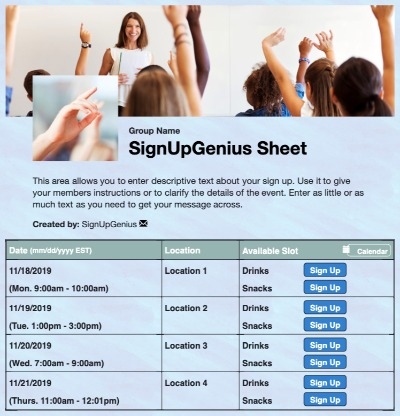 Group Name
SignUpGenius Sheet
This area allows you to enter descriptive text about your sign up. Use it to give
your members instructions or to clarify the details of the event. Enter as little or as
much text as you need to get your message across.
Created by: SignUpGenius
Date (mm/dd/yyyy EST) Location Available Slot Calendar
11/18/2019 Location 1 Drinks Sign Up
(Mon. 9:00am - 10:00am) Snacks Sign Up
11/19/2019 Location 2 Drinks Sign Up
(Tue. 1:00pm - 3:00pm) Snacks Sign Up
11/20/2019 Location 3 Drinks Sign Up
(Wed. 7:00am - 9:00am) Snacks Sign Up
11/21/2019 Location 4 Drinks Sign Up
(Thurs. 11:00am - 12:01pm) Snacks Sign Up